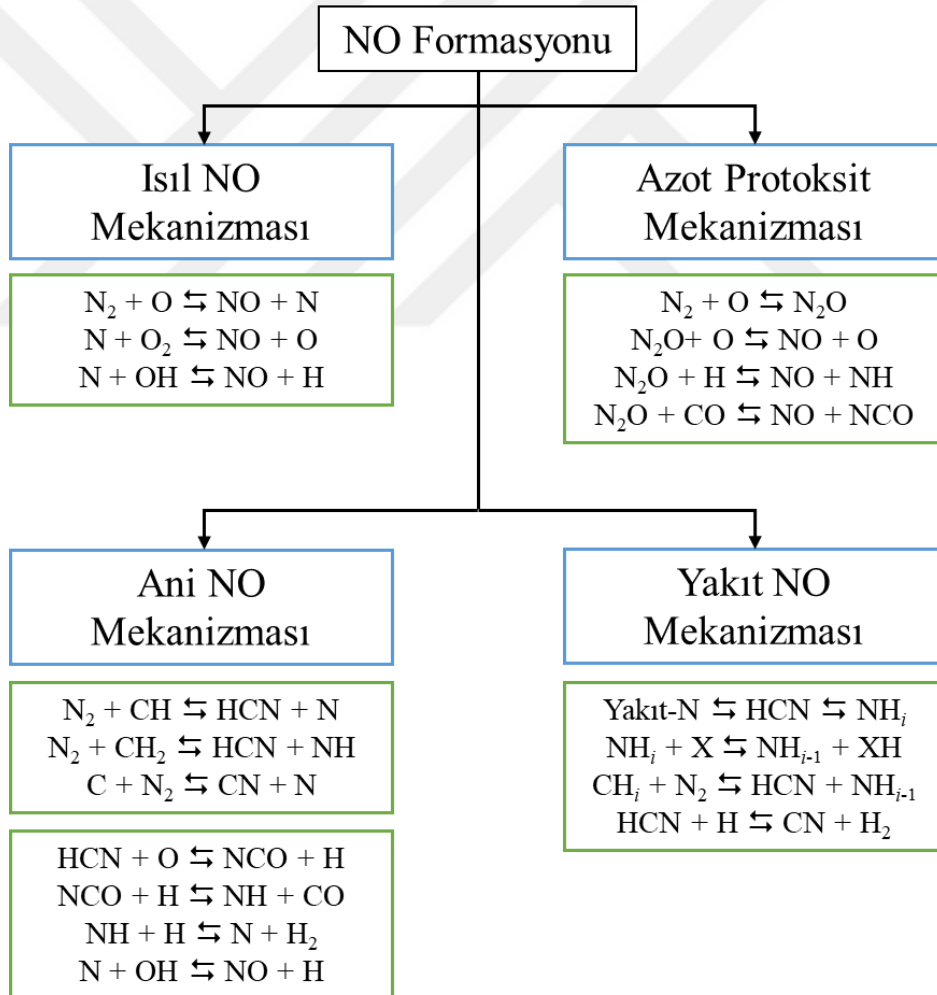 NO Formasyonu
Isıl NO
Mekanizması
N₂ + O ⇆ NO + N
N + O₂ ⇆ NO + O
N + OH ⇆ NO + H
Azot Protoksit
Mekanizması
N₂ + O ⇆ N₂O
N₂O+ O ⇆ NO + O
N₂O + H ⇆ NO + NH
N₂O + CO ⇆ NO + NCO
Ani NO
Mekanizması
N₂ + CH ⇆ HCN + N
N₂ + CH₂ ⇆ HCN + NH
C + N₂ ⇆ CN + N
HCN + O ⇆ NCO + H
NCO + H ⇆ NH + CO
NH + H ⇆ N + H₂
N + OH ⇆ NO + H
Yakıt NO
Mekanizması
Yakıt-N ⇆ HCN ⇆ NHᵢ
NHᵢ + X ⇆ NHᵢ₋₁ + XH
CHᵢ + N₂ ⇆ HCN + NHᵢ₋₁
HCN + H ⇆ CN + H₂